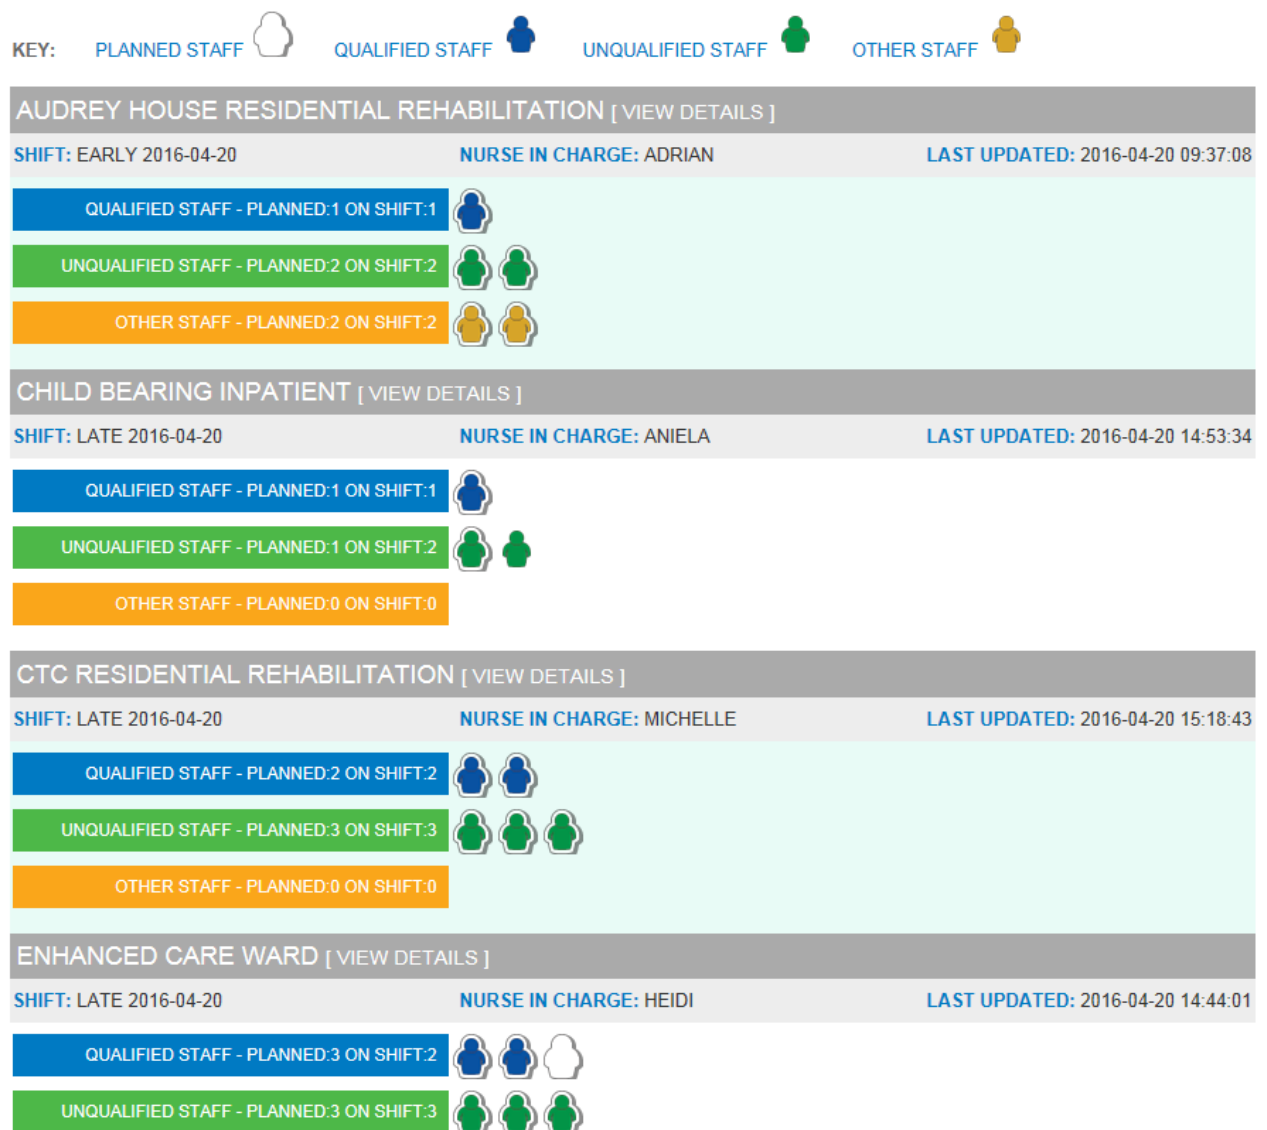 KEY: PLANNED STAFF QUALIFIED STAFF UNQUALIFIED STAFF OTHER STAFF
AUDREY HOUSE RESIDENTIAL REHABILITATION [ VIEW DETAILS ]
SHIFT: EARLY 2016-04-20 NURSE IN CHARGE: ADRIAN LAST UPDATED: 2016-04-20 09:37:08
QUALIFIED STAFF - PLANNED:1 ON SHIFT:1
UNQUALIFIED STAFF - PLANNED:2 ON SHIFT:2
OTHER STAFF - PLANNED:2 ON SHIFT:2
CHILD BEARING INPATIENT [ VIEW DETAILS ]
SHIFT: LATE 2016-04-20 NURSE IN CHARGE: ANIELA LAST UPDATED: 2016-04-20 14:53:34
QUALIFIED STAFF - PLANNED:1 ON SHIFT:1
UNQUALIFIED STAFF - PLANNED:1 ON SHIFT:2
OTHER STAFF - PLANNED:0 ON SHIFT:0
CTC RESIDENTIAL REHABILITATION [ VIEW DETAILS ]
SHIFT: LATE 2016-04-20 NURSE IN CHARGE: MICHELLE LAST UPDATED: 2016-04-20 15:18:43
QUALIFIED STAFF - PLANNED:2 ON SHIFT:2
UNQUALIFIED STAFF - PLANNED:3 ON SHIFT:3
OTHER STAFF - PLANNED:0 ON SHIFT:0
ENHANCED CARE WARD [ VIEW DETAILS ]
SHIFT: LATE 2016-04-20 NURSE IN CHARGE: HEIDI LAST UPDATED: 2016-04-20 14:44:01
QUALIFIED STAFF - PLANNED:3 ON SHIFT:2
UNQUALIFIED STAFF - PLANNED:3 ON SHIFT:3